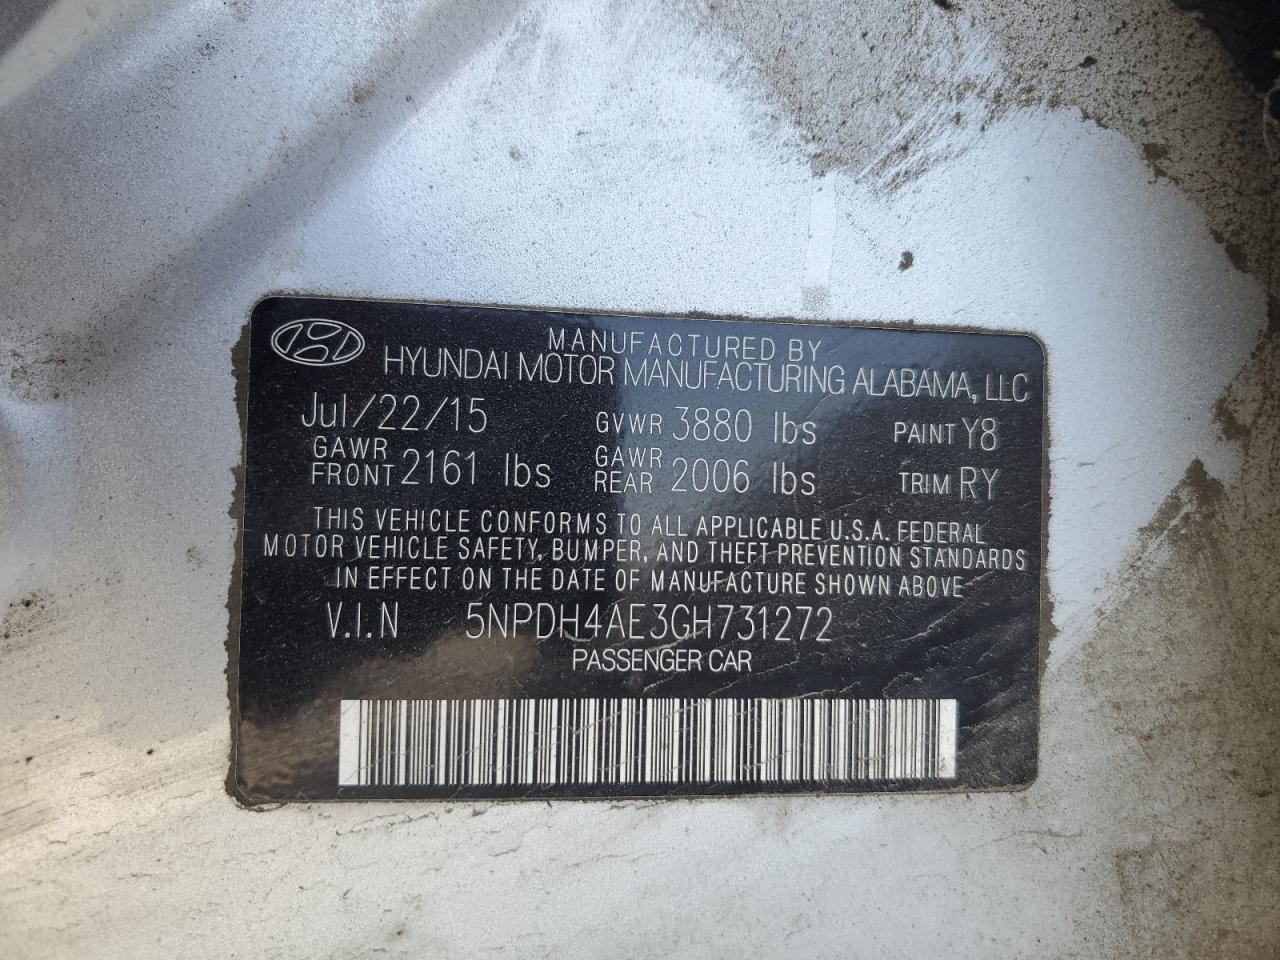 MANUFACTURED BY
HYUNDAI MOTOR MANUFACTURING ALABAMA, LLC
Jul/22/15 GVWR 3880 lbs PAINT Y8
GAWR FRONT 2161 lbs GAWR REAR 2006 lbs TRIM RY
THIS VEHICLE CONFORMS TO ALL APPLICABLE U.S.A. FEDERAL
MOTOR VEHICLE SAFETY, BUMPER, AND THEFT PREVENTION STANDARDS
IN EFFECT ON THE DATE OF MANUFACTURE SHOWN ABOVE
V.I.N 5NPDH4AE3GH731272
PASSENGER CAR